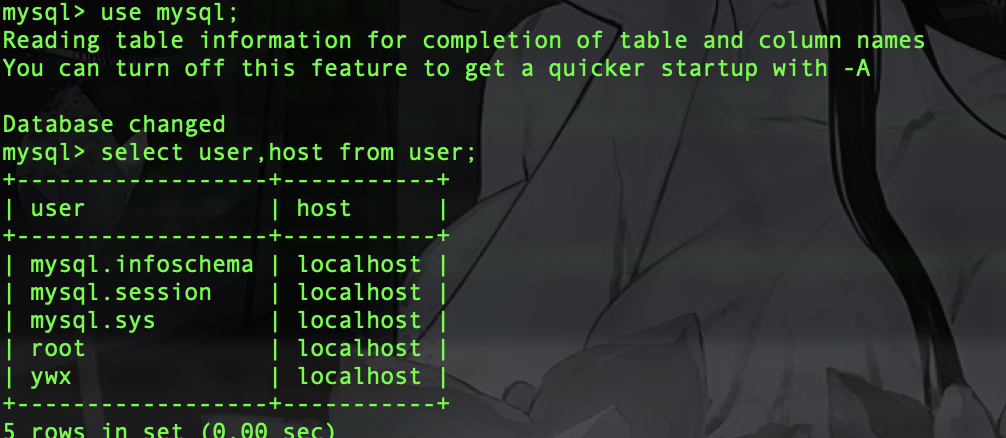 mysql> use mysql;
Reading table information for completion of table and column names
You can turn off this feature to get a quicker startup with -A
Database changed
mysql> select user,host from user;
+------------------+-----------+
| user             | host      |
+------------------+-----------+
| mysql.infoschema | localhost |
| mysql.session    | localhost |
| mysql.sys        | localhost |
| root             | localhost |
| ywx              | localhost |
+------------------+-----------+
5 rows in set (0.00 sec)